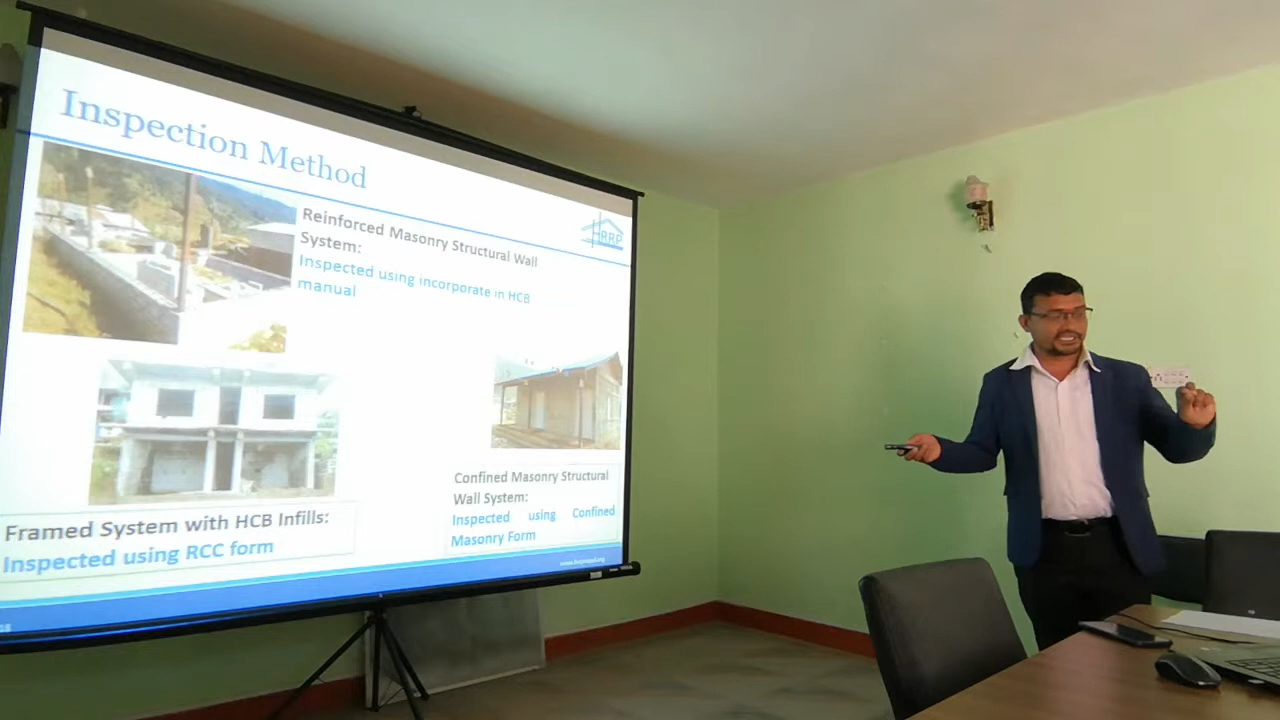 Inspection Method
Reinforced Masonry Structural Wall
System:
Inspected using incorporate in HCB
manual
HRRP
Confined Masonry Structural
Wall System:
Inspected using Confined
Masonry Form
Framed System with HCB Infills:
Inspected using RCC form